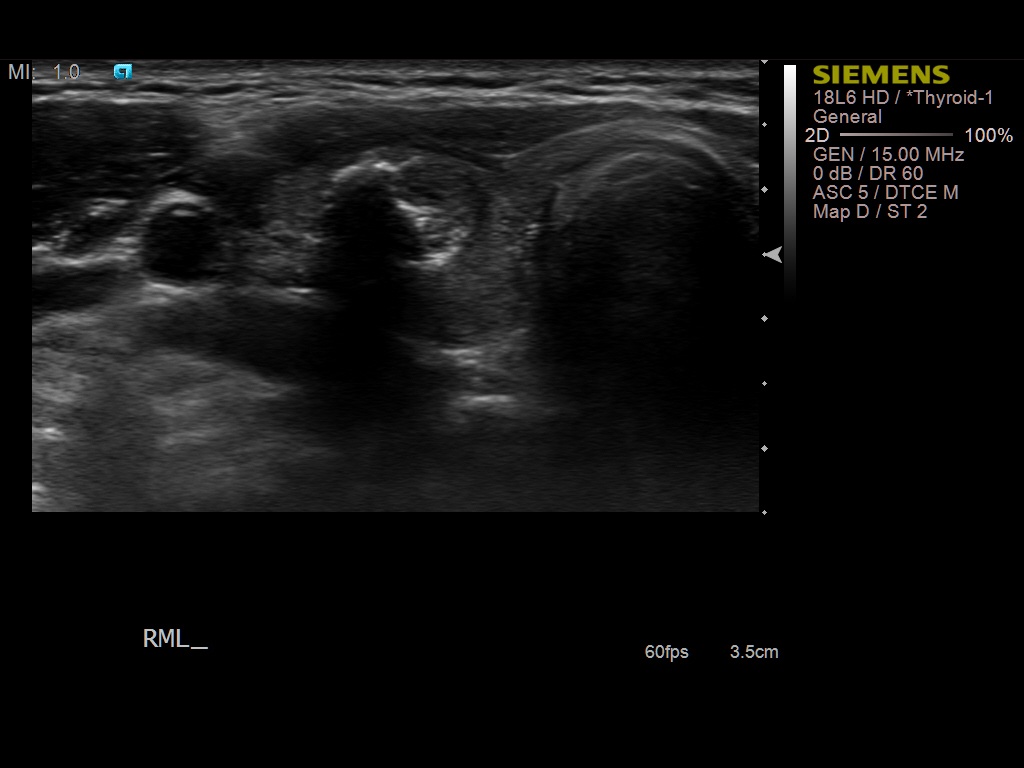 MI: 1.0
SIEMENS
18L6 HD / *Thyroid-1
General
2D 100%
GEN / 15.00 MHz
0 dB / DR 60
ASC 5 / DTCE M
Map D / ST 2
RML_
60fps 3.5cm